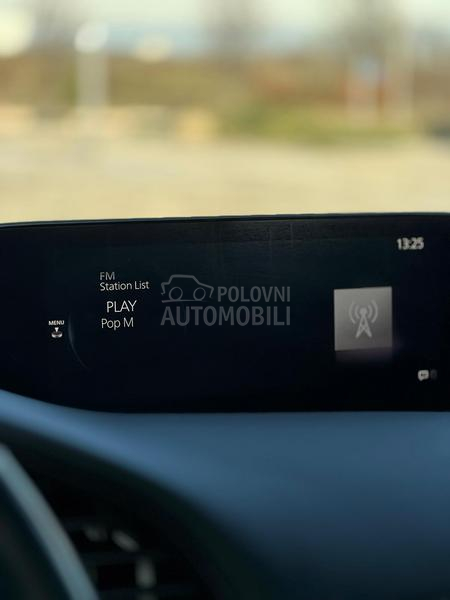 13:25
FM
Station List
PLAY
Pop M
MENU
POLOVNI
AUTOMOBILI